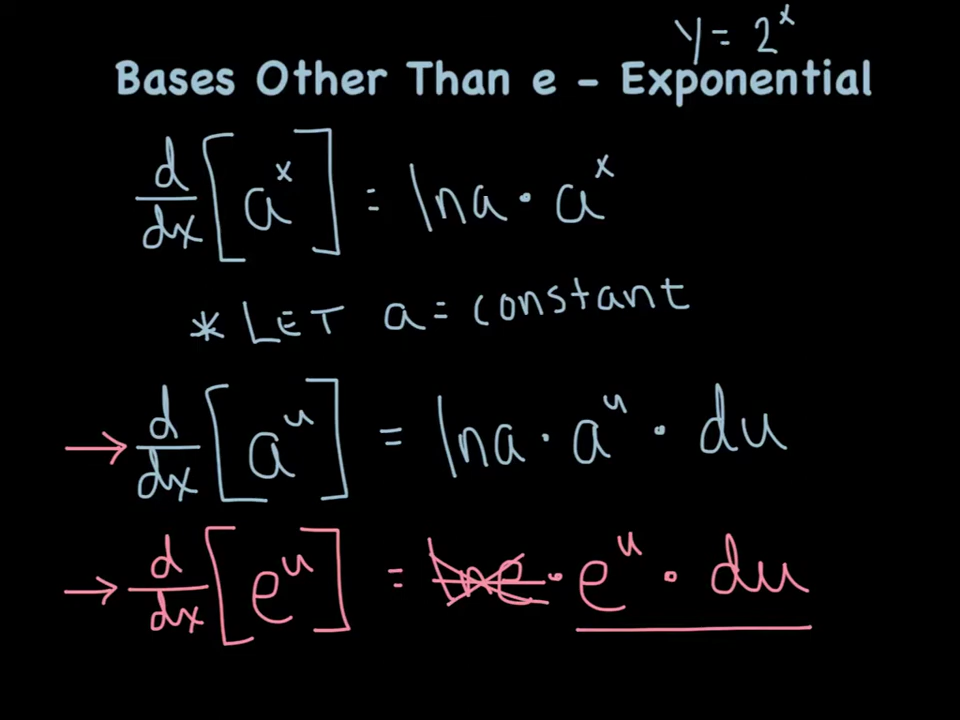 y = 2^x
Bases Other Than e - Exponential
d/dx [a^x] = ln a · a^x
* LET a = constant
→ d/dx [a^u] = ln a · a^u · du
→ d/dx [e^u] = ln e · e^u · du